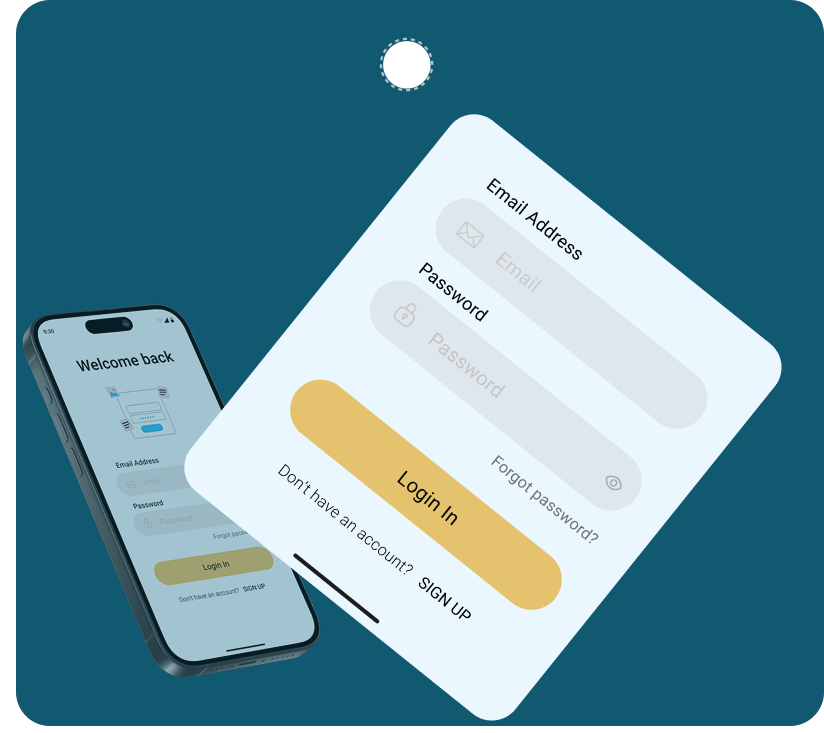 9:30
Welcome back
Email Address
Email
Password
Password
Forgot passw
Login In
Don't have an account? SIGN UP
Email Address
Email
Password
Password
Forgot password?
Login In
Don't have an account? SIGN UP